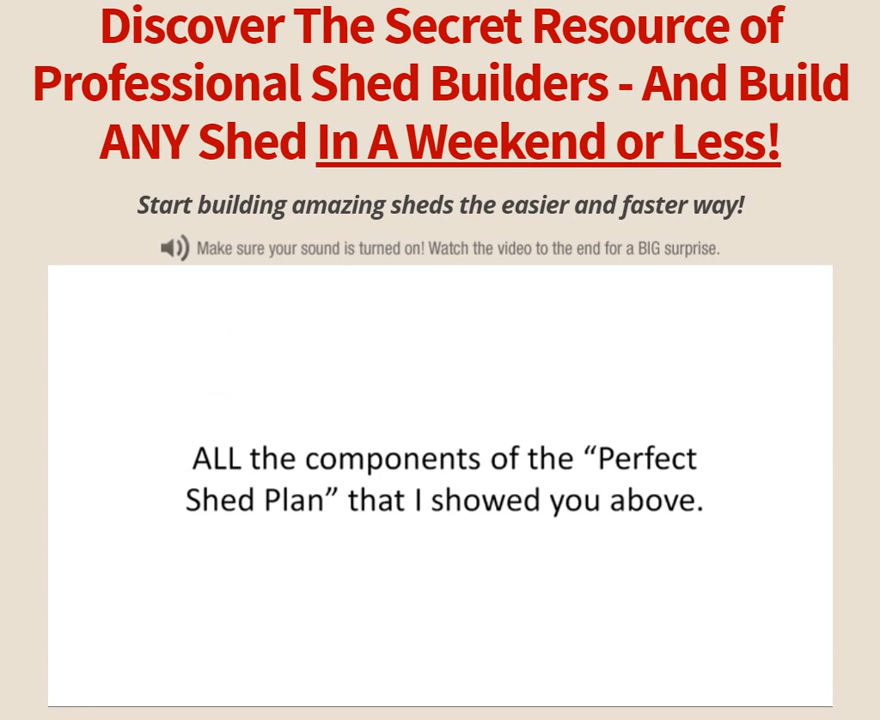 Discover The Secret Resource of
Professional Shed Builders - And Build
ANY Shed In A Weekend or Less!
Start building amazing sheds the easier and faster way!
Make sure your sound is turned on! Watch the video to the end for a BIG surprise.
ALL the components of the “Perfect
Shed Plan” that I showed you above.